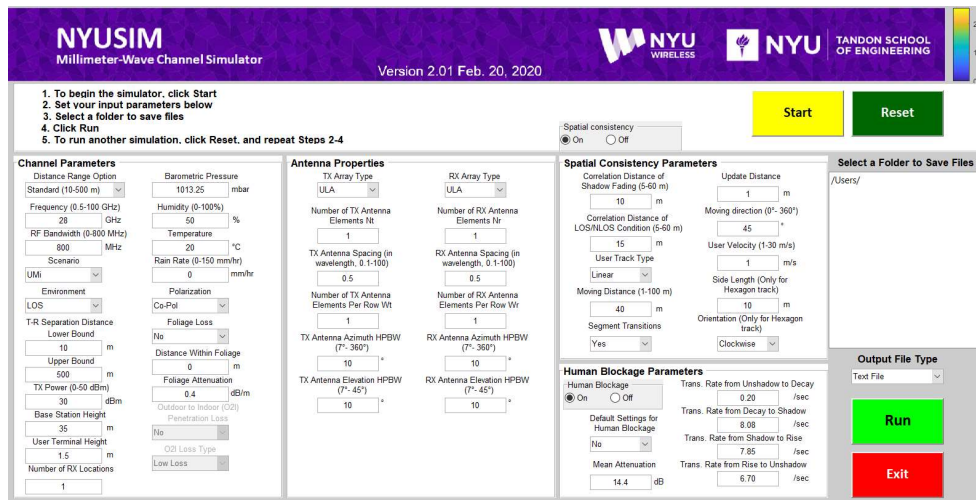 NYUSIM
Millimeter-Wave Channel Simulator
Version 2.01 Feb. 20, 2020
NYU
WIRELESS
NYU
TANDON SCHOOL
OF ENGINEERING
1. To begin the simulator, click Start
2. Set your input parameters below
3. Select a folder to save files
4. Click Run
5. To run another simulation, click Reset, and repeat Steps 2-4
Spatial consistency
On Off
Start
Reset
Channel Parameters
Distance Range Option
Standard (10-500 m)
Frequency (0.5-100 GHz)
28 GHz
RF Bandwidth (0-800 MHz)
800 MHz
Scenario
UMi
Environment
LOS
T-R Separation Distance
Lower Bound
10 m
Upper Bound
500 m
TX Power (0-50 dBm)
30 dBm
Base Station Height
35 m
User Terminal Height
1.5 m
Number of RX Locations
1
Barometric Pressure
1013.25 mbar
Humidity (0-100%)
50 %
Temperature
20 °C
Rain Rate (0-150 mm/hr)
0 mm/hr
Polarization
Co-Pol
Foliage Loss
No
Distance Within Foliage
0 m
Foliage Attenuation
0.4 dB/m
Outdoor to Indoor (O2I)
Penetration Loss
No
O2I Loss Type
Low Loss
Antenna Properties
TX Array Type
ULA
Number of TX Antenna
Elements Nt
1
TX Antenna Spacing (in
wavelength, 0.1-100)
0.5
Number of TX Antenna
Elements Per Row Wt
1
TX Antenna Azimuth HPBW
(7°- 360°)
10 °
TX Antenna Elevation HPBW
(7°- 45°)
10 °
RX Array Type
ULA
Number of RX Antenna
Elements Nr
1
RX Antenna Spacing (in
wavelength, 0.1-100)
0.5
Number of RX Antenna
Elements Per Row Wr
1
RX Antenna Azimuth HPBW
(7°- 360°)
10 °
RX Antenna Elevation HPBW
(7°- 45°)
10 °
Spatial Consistency Parameters
Correlation Distance of
Shadow Fading (5-60 m)
10 m
Correlation Distance of
LOS/NLOS Condition (5-60 m)
15 m
User Track Type
Linear
Moving Distance (1-100 m)
40 m
Segment Transitions
Yes
Update Distance
1 m
Moving direction (0°- 360°)
45 °
User Velocity (1-30 m/s)
1 m/s
Side Length (Only for
Hexagon track)
10 m
Orientation (Only for Hexagon
track)
Clockwise
Human Blockage Parameters
Human Blockage
On Off
Default Settings for
Human Blockage
No
Mean Attenuation
14.4 dB
Trans. Rate from Unshadow to Decay
0.20 /sec
Trans. Rate from Decay to Shadow
8.08 /sec
Trans. Rate from Shadow to Rise
7.85 /sec
Trans. Rate from Rise to Unshadow
6.70 /sec
Select a Folder to Save Files
/Users/
Output File Type
Text File
Run
Exit